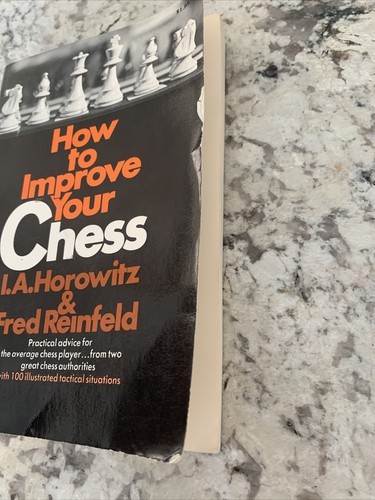 How
to
Improve
Your
Chess
I.A.Horowitz
&
Fred Reinfeld
Practical advice for
the average chess player...from two
great chess authorities
with 100 illustrated tactical situations